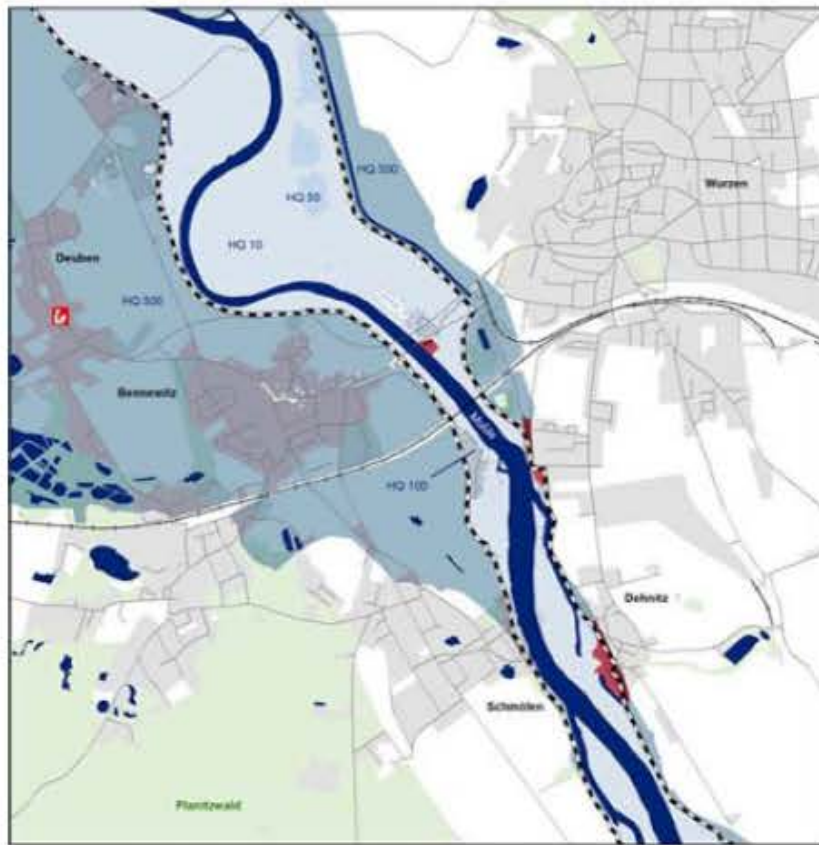 HQ 500
HQ 50
Wurzen
HQ 10
Deuben
HQ 500
Bennewitz
Mulde
HQ 100
Dehnitz
Schmölen
Planitzwald